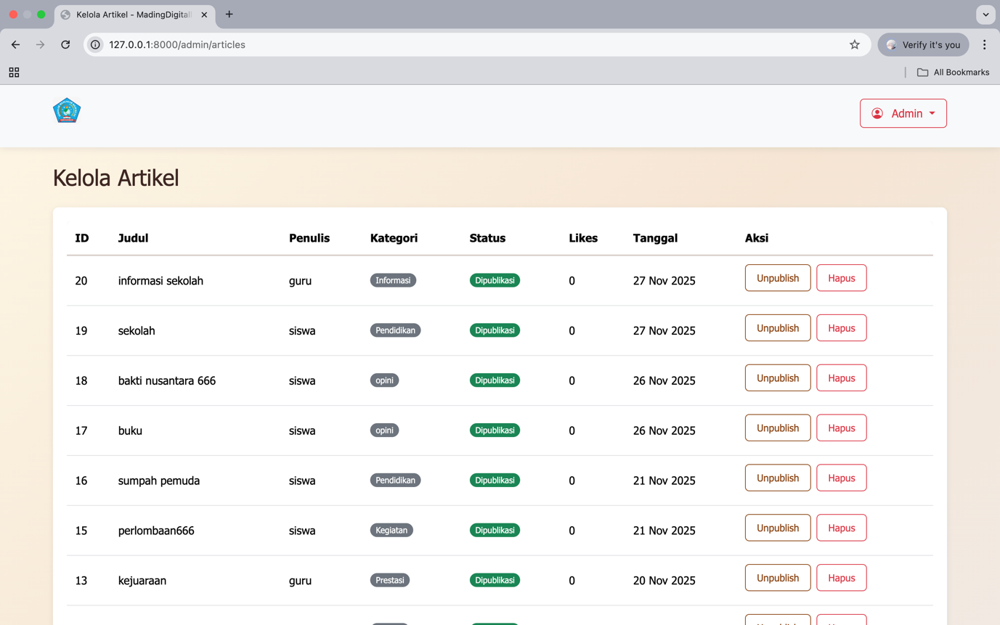 Kelola Artikel - MadingDigital
127.0.0.1:8000/admin/articles
Verify it's you
All Bookmarks
Admin
Kelola Artikel
ID Judul Penulis Kategori Status Likes Tanggal Aksi
20 informasi sekolah guru Informasi Dipublikasi 0 27 Nov 2025 Unpublish Hapus
19 sekolah siswa Pendidikan Dipublikasi 0 27 Nov 2025 Unpublish Hapus
18 bakti nusantara 666 siswa opini Dipublikasi 0 26 Nov 2025 Unpublish Hapus
17 buku siswa opini Dipublikasi 0 26 Nov 2025 Unpublish Hapus
16 sumpah pemuda siswa Pendidikan Dipublikasi 0 21 Nov 2025 Unpublish Hapus
15 perlombaan666 siswa Kegiatan Dipublikasi 0 21 Nov 2025 Unpublish Hapus
13 kejuaraan guru Prestasi Dipublikasi 0 20 Nov 2025 Unpublish Hapus